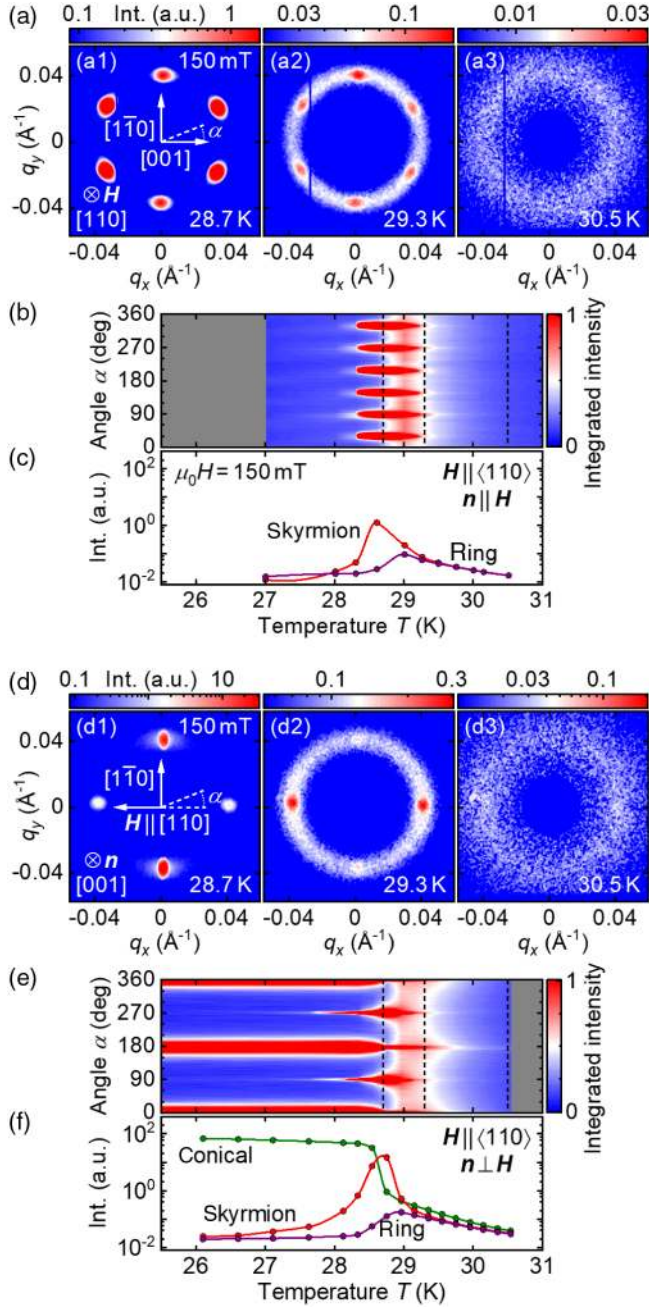 (a) 0.1 Int. (a.u.) 1 0.03 0.1 0.01 0.03
(a1) 150 mT (a2) (a3)
0.04
[11̅0]
α
q_y (Å⁻¹) 0
[001]
⊗H
[110] 28.7 K 29.3 K 30.5 K
-0.04
-0.04 0 0.04 -0.04 0 0.04 -0.04 0 0.04
q_x (Å⁻¹) q_x (Å⁻¹) q_x (Å⁻¹)
(b) 360 1
270
Angle α (deg) 180 Integrated intensity
90
0 0
(c) 10² μ₀H = 150 mT H || ⟨110⟩
n || H
Int. (a.u.) 10⁰ Skyrmion Ring
10⁻²
26 27 28 29 30 31
Temperature T (K)
(d) 0.1 Int. (a.u.) 10 0.1 0.3 0.03 0.1
(d1) 150 mT (d2) (d3)
0.04
[11̅0]
α
q_y (Å⁻¹) 0
H || [110]
⊗n
[001] 28.7 K 29.3 K 30.5 K
-0.04
-0.04 0 0.04 -0.04 0 0.04 -0.04 0 0.04
q_x (Å⁻¹) q_x (Å⁻¹) q_x (Å⁻¹)
(e) 360 1
270
Angle α (deg) 180 Integrated intensity
90
0 0
(f) 10² H || ⟨110⟩
Conical n ⊥ H
Int. (a.u.) 10⁰
Skyrmion Ring
10⁻²
26 27 28 29 30 31
Temperature T (K)